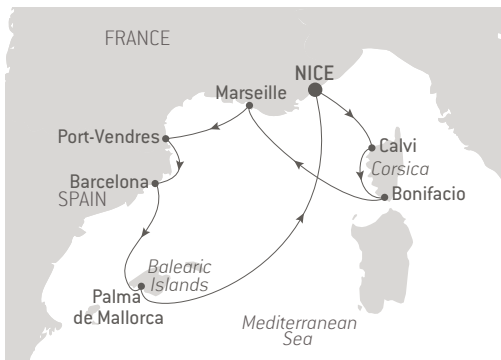 FRANCE
NICE
Marseille
Port-Vendres
Calvi
Corsica
Barcelona
SPAIN
Bonifacio
Balearic
Islands
Palma
de Mallorca
Mediterranean
Sea